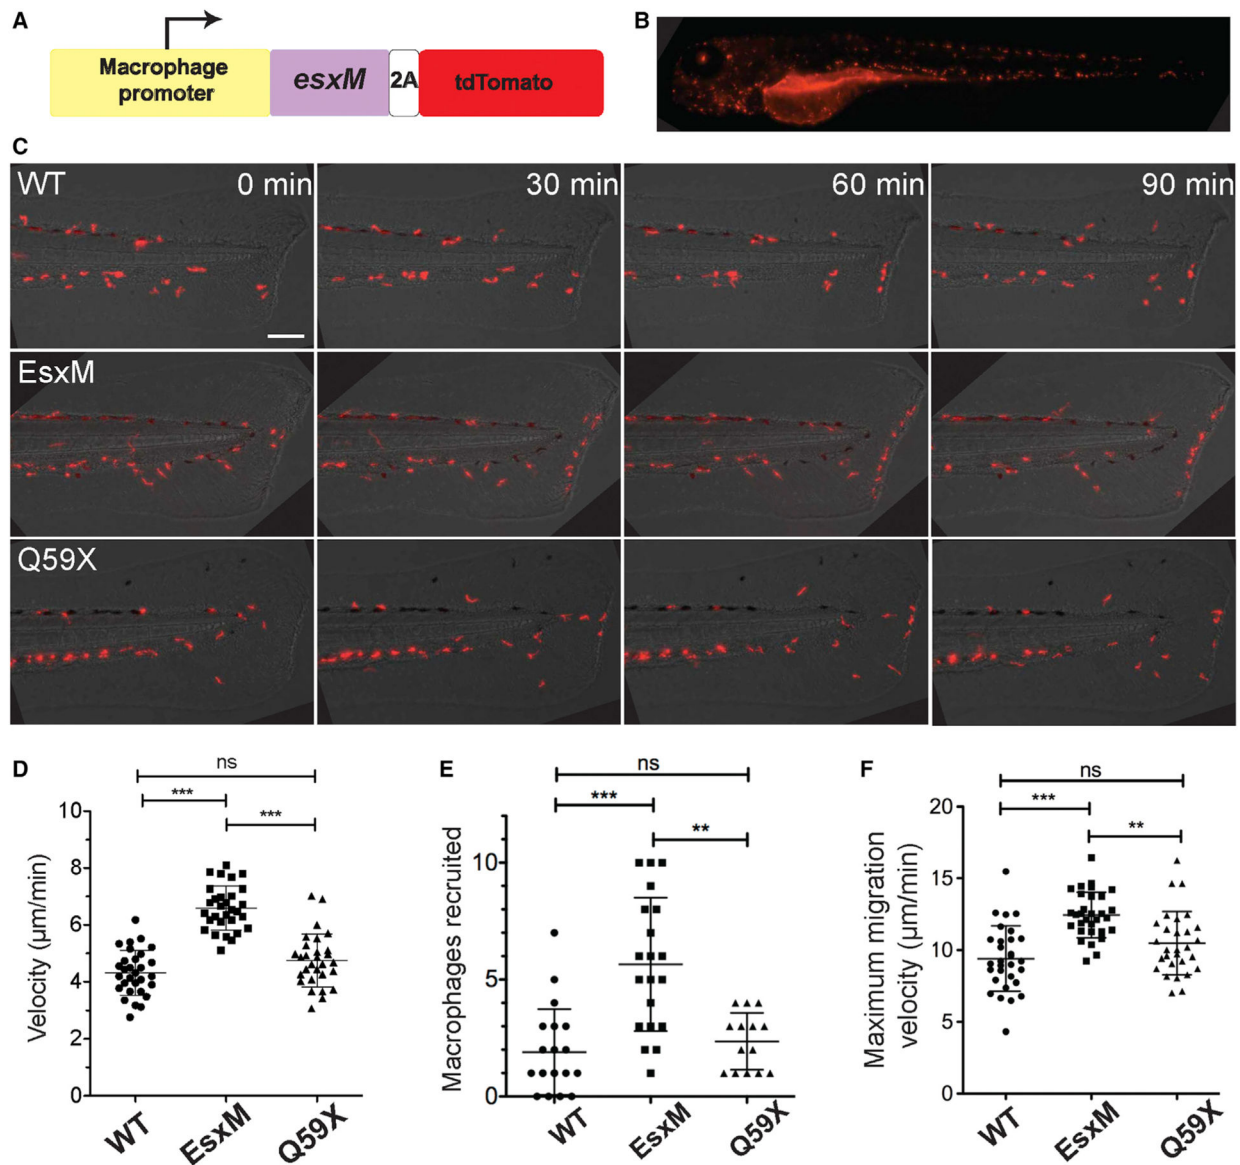 A
Macrophage
promoter
esxM
2A
tdTomato
B
C
WT
0 min
30 min
60 min
90 min
EsxM
Q59X
D
ns
***
***
Velocity (µm/min)
10
8
6
4
2
0
WT
EsxM
Q59X
E
ns
***
**
Macrophages recruited
10
5
0
WT
EsxM
Q59X
F
ns
***
**
Maximum migration
velocity (µm/min)
20
15
10
5
0
WT
EsxM
Q59X